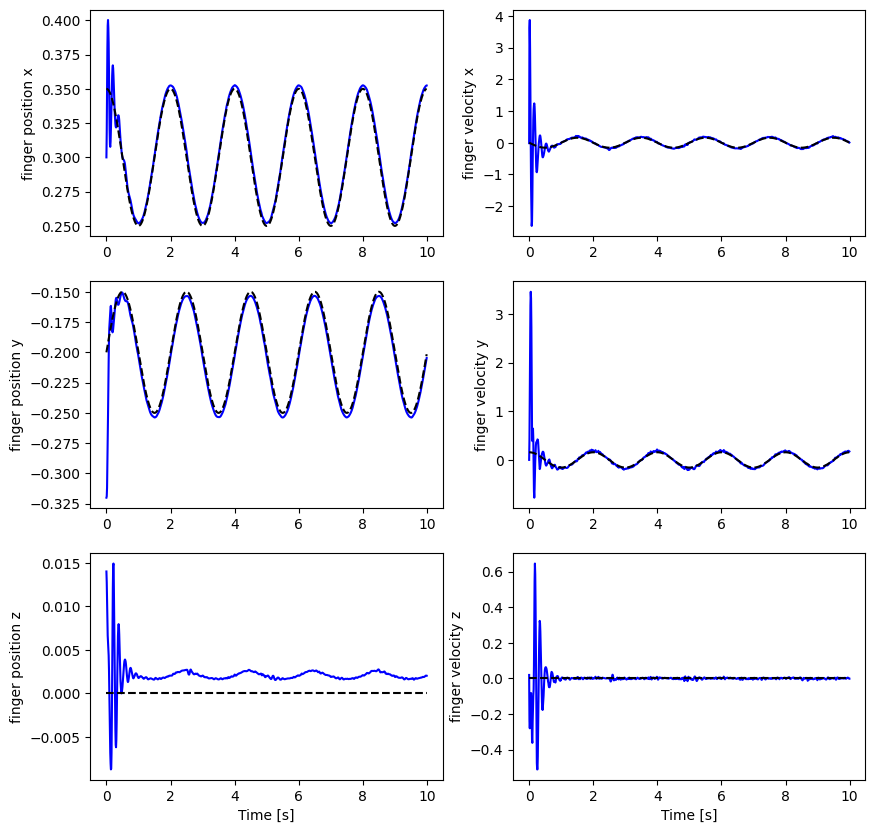 finger position x
0.400
0.375
0.350
0.325
0.300
0.275
0.250
0 2 4 6 8 10
finger velocity x
4
3
2
1
0
−1
−2
0 2 4 6 8 10
finger position y
−0.150
−0.175
−0.200
−0.225
−0.250
−0.275
−0.300
−0.325
0 2 4 6 8 10
finger velocity y
3
2
1
0
0 2 4 6 8 10
finger position z
0.015
0.010
0.005
0.000
−0.005
0 2 4 6 8 10
Time [s]
finger velocity z
0.6
0.4
0.2
0.0
−0.2
−0.4
0 2 4 6 8 10
Time [s]